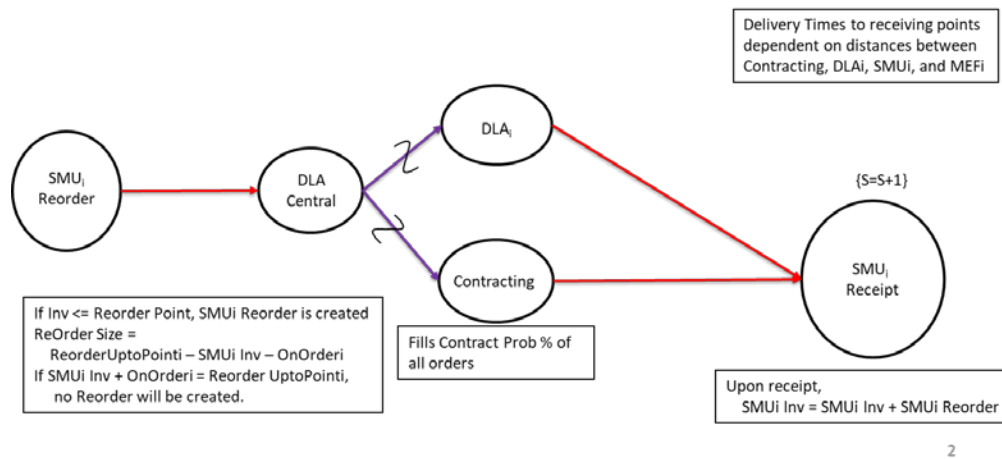 Delivery Times to receiving points
dependent on distances between
Contracting, DLAi, SMUi, and MEFi
DLAi
SMUi
Reorder
DLA
Central
{S=S+1}
SMUi
Receipt
Contracting
If Inv <= Reorder Point, SMUi Reorder is created
ReOrder Size =
ReorderUptoPointi – SMUi Inv – OnOrderi
If SMUi Inv + OnOrderi = Reorder UptoPointi,
no Reorder will be created.
Fills Contract Prob % of
all orders
Upon receipt,
SMUi Inv = SMUi Inv + SMUi Reorder
2